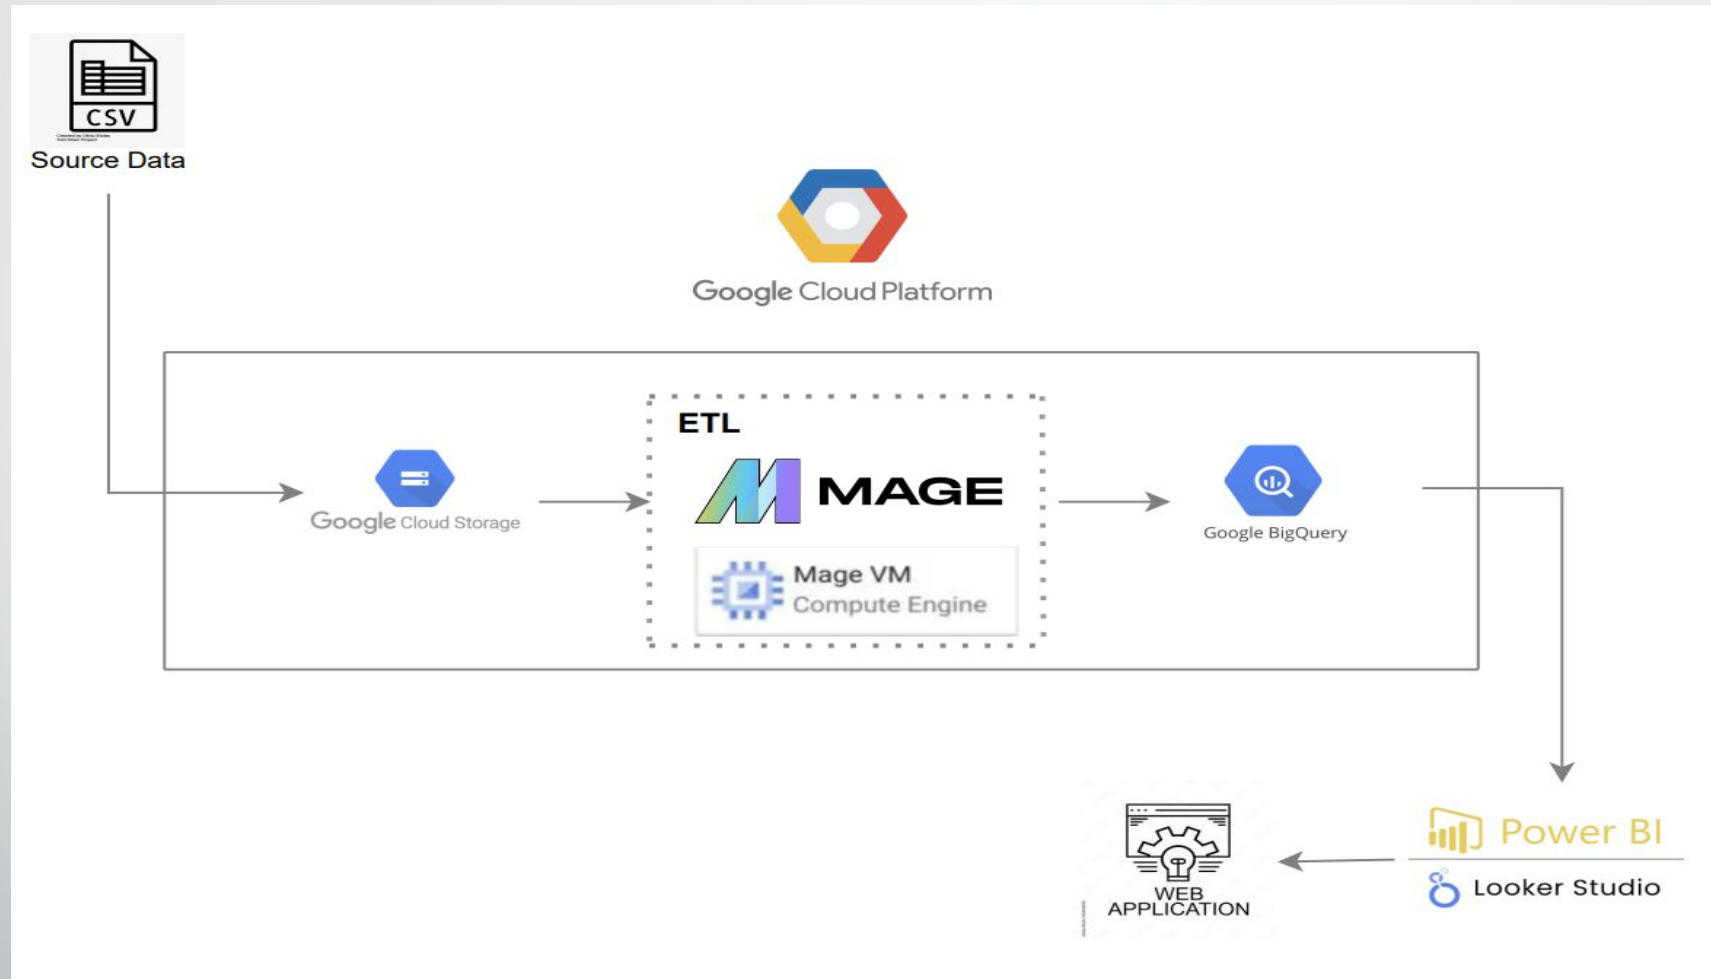 CSV
Source Data
Google Cloud Platform
ETL
MAGE
Mage VM
Compute Engine
Google Cloud Storage
Google BigQuery
Power BI
Looker Studio
WEB
APPLICATION